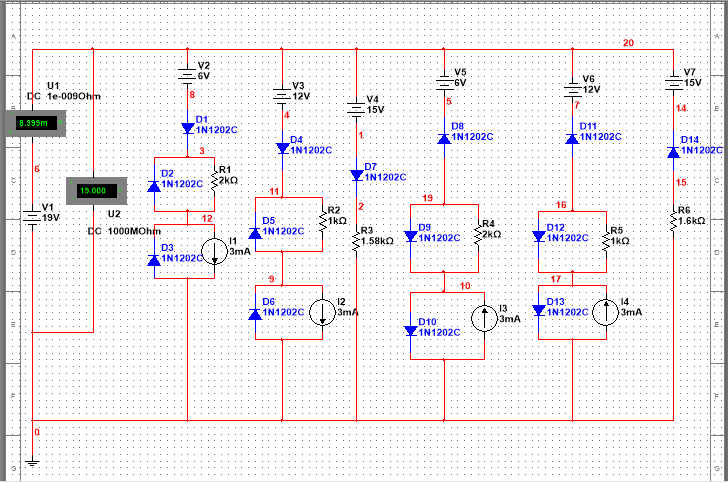 A
20
V2
6V
V5
6V
V7
15V
V3
12V
V6
12V
U1
DC 1e-009Ohm
8
4
5
7
14
V4
15V
8.399m
D1
1N1202C
1
D8
1N1202C
D11
1N1202C
D4
1N1202C
D14
1N1202C
3
6
D2
1N1202C
R1
2kΩ
D7
1N1202C
15
19.000
11
2
19
16
V1
19V
U2
DC 1000MOhm
12
D5
1N1202C
R2
1kΩ
R3
1.58kΩ
D9
1N1202C
R4
2kΩ
D12
1N1202C
R5
1kΩ
R6
1.6kΩ
D3
1N1202C
I1
3mA
9
10
17
D6
1N1202C
I2
3mA
D10
1N1202C
I3
3mA
D13
1N1202C
I4
3mA
D
D
E
E
F
F
0
G
G